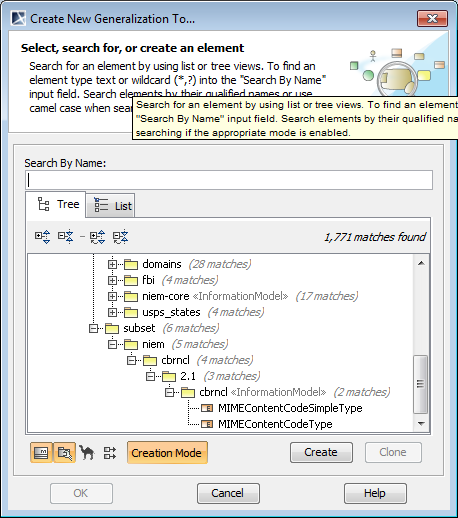 Create New Generalization To...
Select, search for, or create an element
Search for an element by using list or tree views. To find an
element type text or wildcard (*,?) into the "Search By Name"
input field. Search elements by their qualified names or use
camel case when sea
Search for an element by using list or tree views. To find an element
"Search By Name" input field. Search elements by their qualified na
searching if the appropriate mode is enabled.
Search By Name:
Tree
List
1,771 matches found
domains (28 matches)
fbi (4 matches)
niem-core «InformationModel» (17 matches)
usps_states (4 matches)
subset (6 matches)
niem (5 matches)
cbrncl (4 matches)
2.1 (3 matches)
cbrncl «InformationModel» (2 matches)
MIMEContentCodeSimpleType
MIMEContentCodeType
Creation Mode
Create
Clone
OK
Cancel
Help